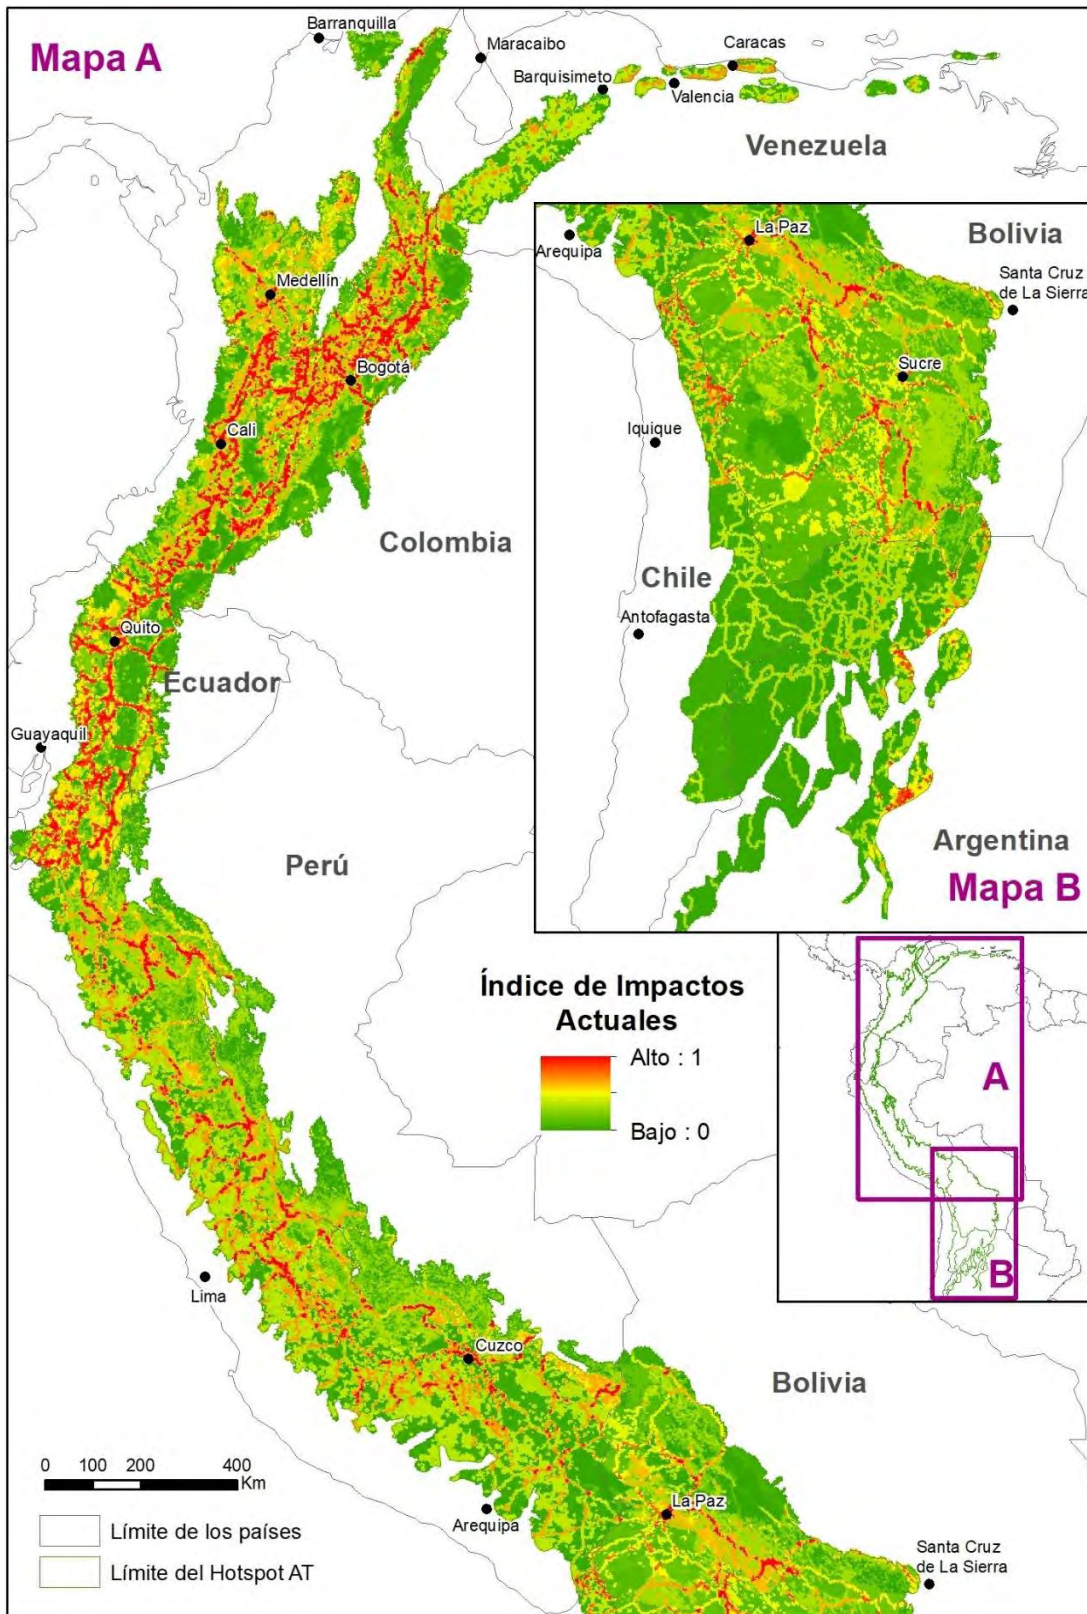 Mapa A
Barranquilla
Maracaibo
Caracas
Barquisimeto
Valencia
Venezuela
Medellín
Bogotá
Cali
Colombia
Quito
Ecuador
Guayaquil
Perú
La Paz
Bolivia
Arequipa
Santa Cruz
de La Sierra
Sucre
Iquique
Chile
Antofagasta
Argentina
Mapa B
Índice de Impactos
Actuales
Alto : 1
Bajo : 0
A
B
Lima
Cuzco
Bolivia
0 100 200 400
Km
Límite de los países
Límite del Hotspot AT
Arequipa
La Paz
Santa Cruz
de La Sierra